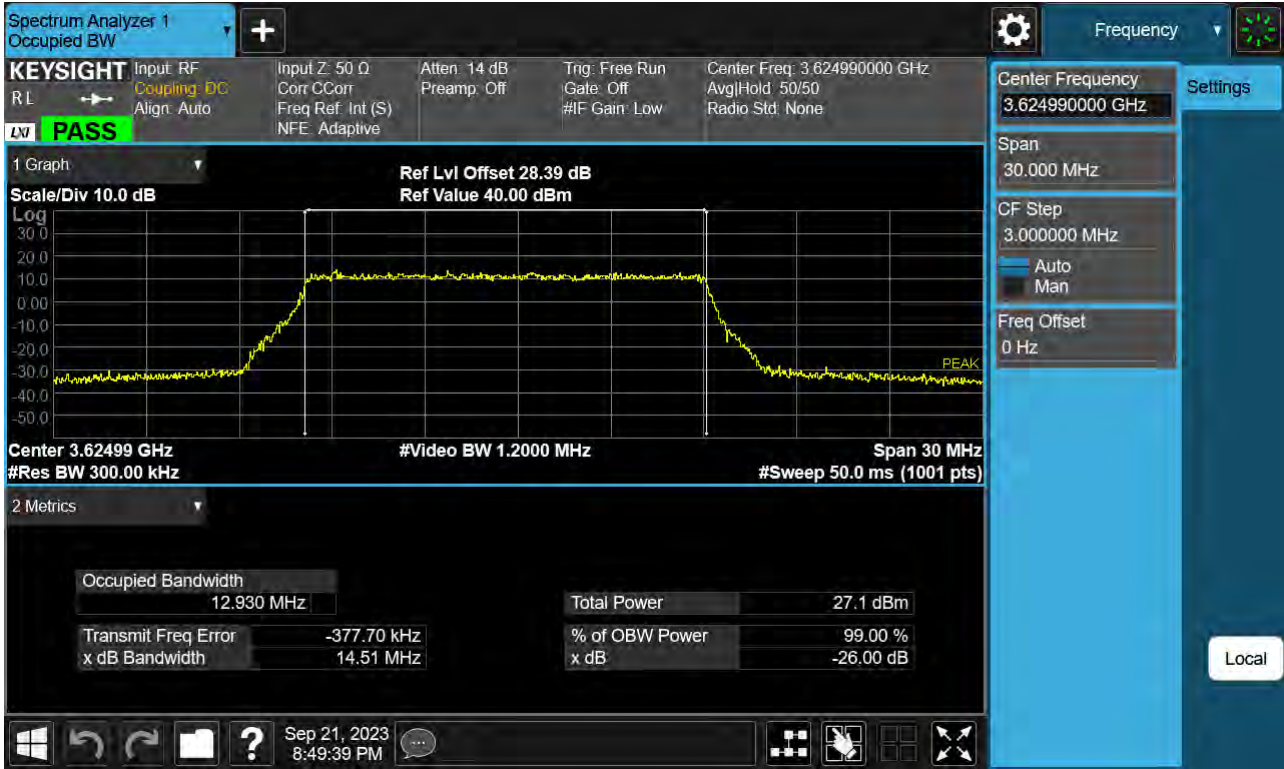 Spectrum Analyzer 1
Occupied BW
+
Frequency
KEYSIGHT
R L
LXI
PASS
Input: RF
Coupling: DC
Align: Auto
Input Z: 50 Ω
Corr CCorr
Freq Ref: Int (S)
NFE: Adaptive
Atten: 14 dB
Preamp: Off
Trig: Free Run
Gate: Off
#IF Gain: Low
Center Freq: 3.624990000 GHz
Avg|Hold: 50/50
Radio Std: None
Center Frequency
3.624990000 GHz
Settings
Span
30.000 MHz
CF Step
3.000000 MHz
Auto
Man
Freq Offset
0 Hz
1 Graph
Scale/Div 10.0 dB
Ref Lvl Offset 28.39 dB
Ref Value 40.00 dBm
Log
30.0
20.0
10.0
0.00
-10.0
-20.0
-30.0
-40.0
-50.0
PEAK
Center 3.62499 GHz
#Video BW 1.2000 MHz
Span 30 MHz
#Res BW 300.00 kHz
#Sweep 50.0 ms (1001 pts)
2 Metrics
Occupied Bandwidth
12.930 MHz
Total Power 27.1 dBm
Transmit Freq Error -377.70 kHz
% of OBW Power 99.00 %
x dB Bandwidth 14.51 MHz
x dB -26.00 dB
Local
?
Sep 21, 2023
8:49:39 PM